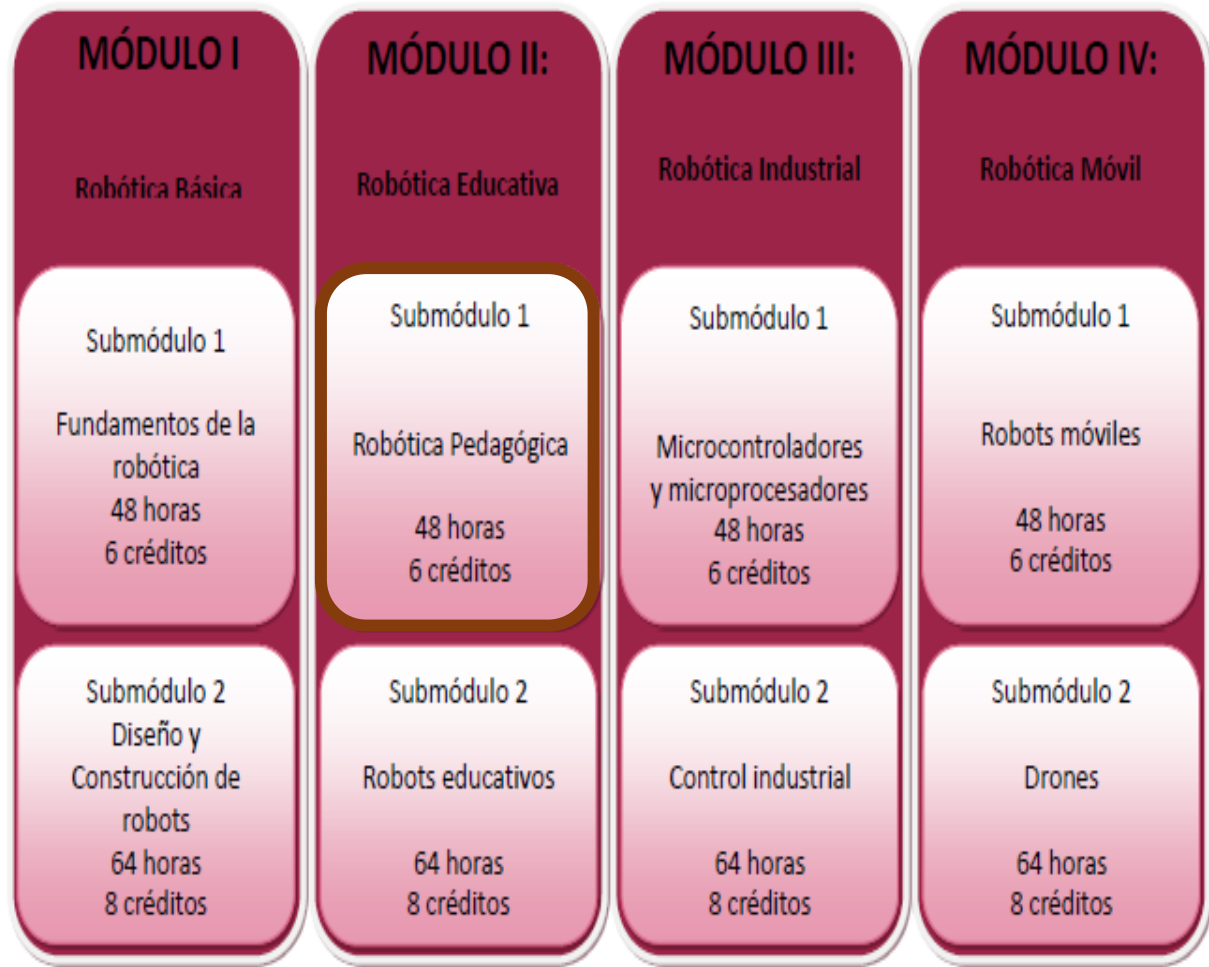 MÓDULO I
Robótica Básica
Submódulo 1
Fundamentos de la
robótica
48 horas
6 créditos
Submódulo 2
Diseño y
Construcción de
robots
64 horas
8 créditos
MÓDULO II:
Robótica Educativa
Submódulo 1
Robótica Pedagógica
48 horas
6 créditos
Submódulo 2
Robots educativos
64 horas
8 créditos
MÓDULO III:
Robótica Industrial
Submódulo 1
Microcontroladores
y microprocesadores
48 horas
6 créditos
Submódulo 2
Control industrial
64 horas
8 créditos
MÓDULO IV:
Robótica Móvil
Submódulo 1
Robots móviles
48 horas
6 créditos
Submódulo 2
Drones
64 horas
8 créditos